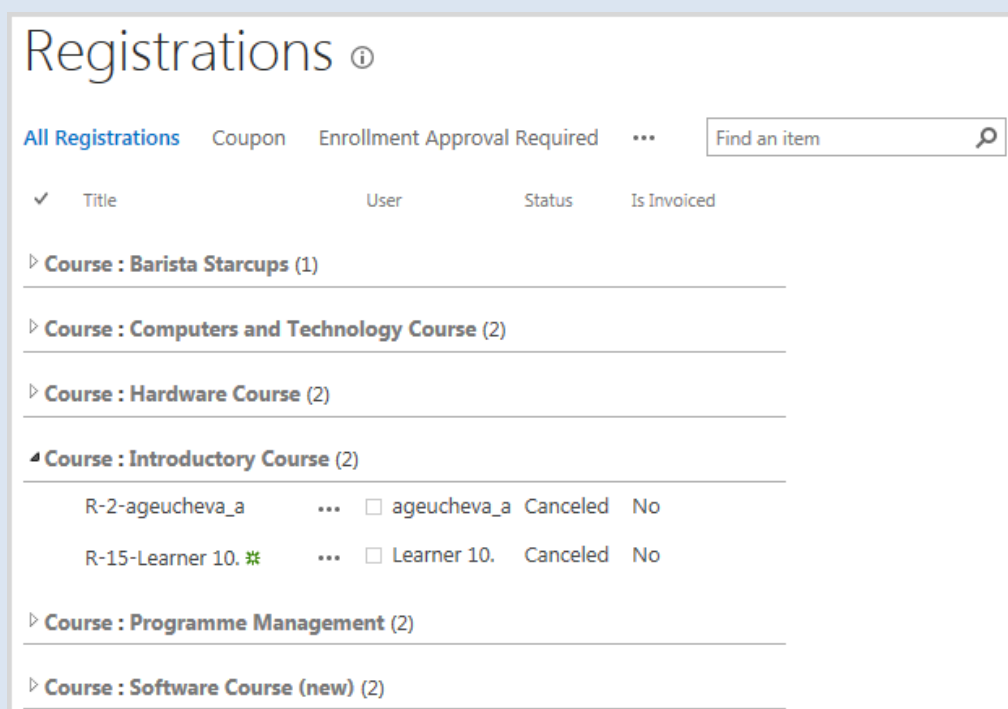 Registrations
All Registrations Coupon Enrollment Approval Required ... Find an item
Title User Status Is Invoiced
Course : Barista Starcups (1)
Course : Computers and Technology Course (2)
Course : Hardware Course (2)
Course : Introductory Course (2)
R-2-ageucheva_a ... ageucheva_a Canceled No
R-15-Learner 10. ... Learner 10. Canceled No
Course : Programme Management (2)
Course : Software Course (new) (2)